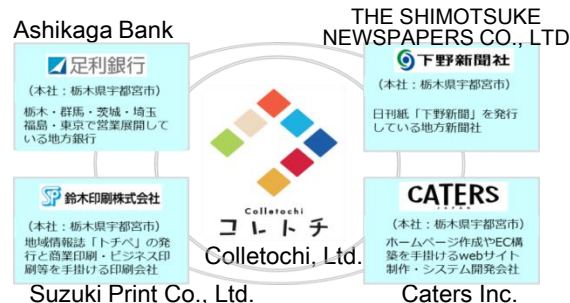 Ashikaga Bank
足利銀行
(本社:栃木県宇都宮市)
栃木・群馬・茨城・埼玉
福島・東京で営業展開して
いる地方銀行
THE SHIMOTSUKE
NEWSPAPERS CO., LTD
下野新聞社
(本社:栃木県宇都宮市)
日刊紙「下野新聞」を発行
している地方新聞社
Colletochi
コレトチ
Colletochi, Ltd.
SP 鈴木印刷株式会社
(本社:栃木県宇都宮市)
地域情報誌「トチペ」の発
行と商業印刷・ビジネス印
刷等を手掛ける印刷会社
Suzuki Print Co., Ltd.
CATERS
JAPAN
(本社:栃木県宇都宮市)
ホームページ作成やEC構
築を手掛けるwebサイト
制作・システム開発会社
Caters Inc.